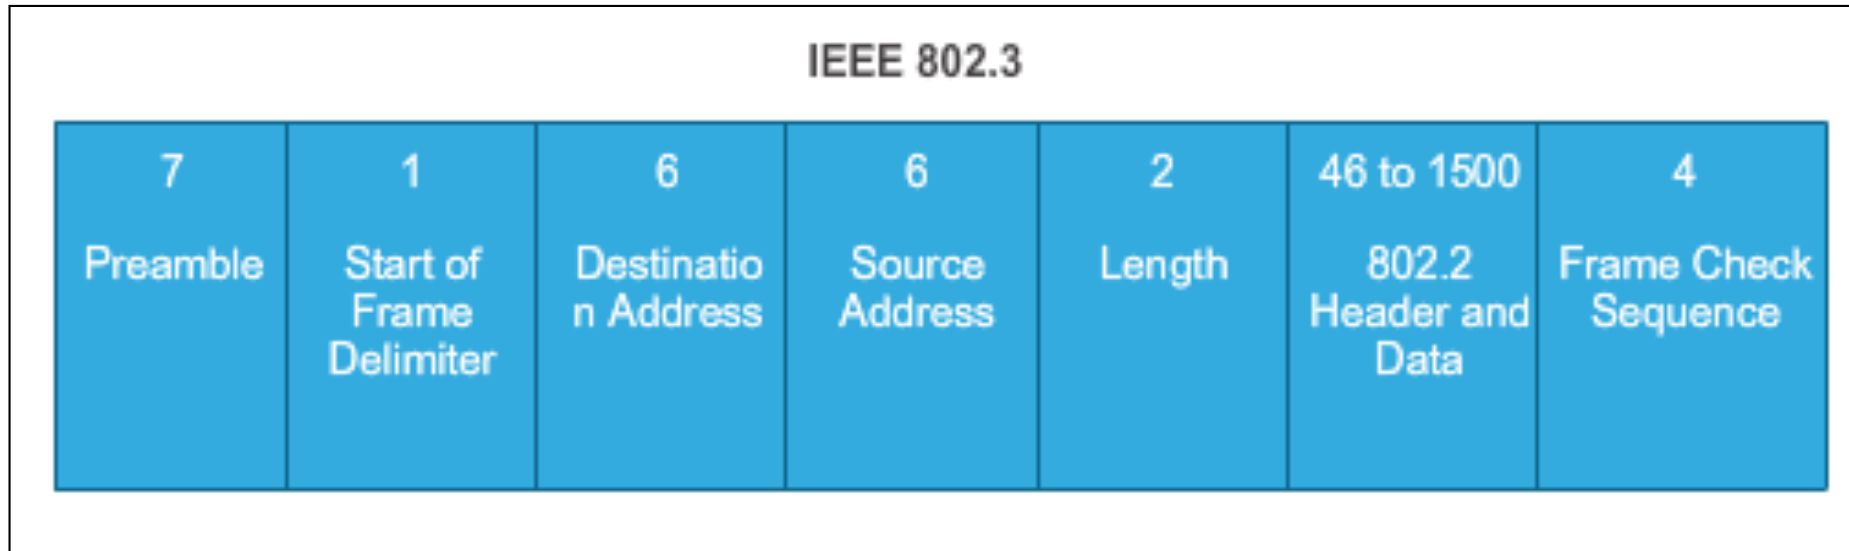 IEEE 802.3
7
Preamble
1
Start of
Frame
Delimiter
6
Destinatio
n Address
6
Source
Address
2
Length
46 to 1500
802.2
Header and
Data
4
Frame Check
Sequence